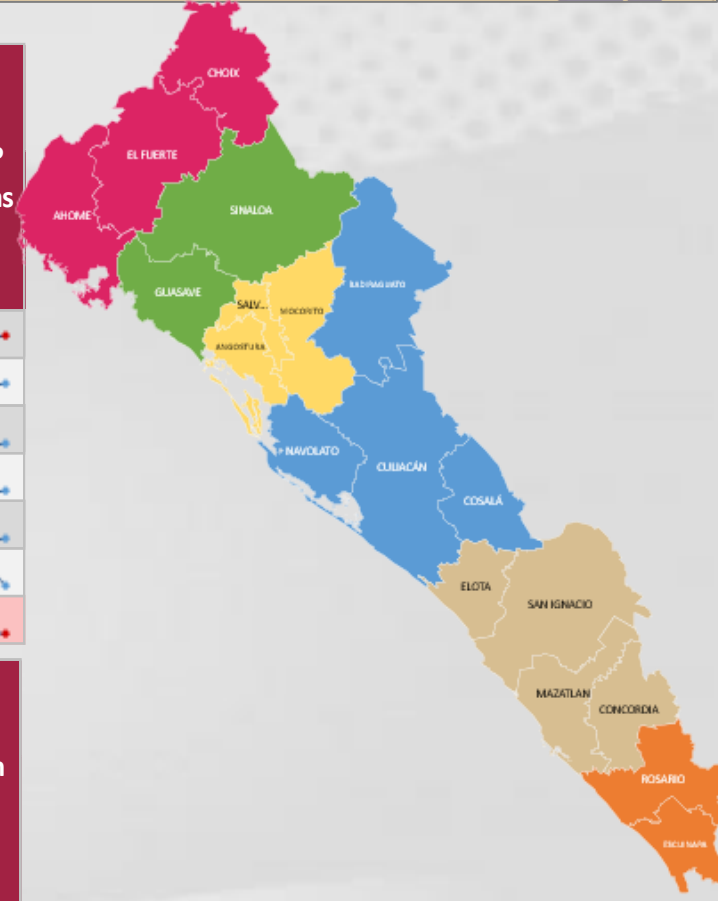 CHOIX
EL FUERTE
as
SINALOA
AHOME
BADIRAGUATO
GUASAVE
SALV...
MOCORITO
ANGOSTURA
NAVOLATO
CULIACÁN
COSALÁ
ELOTA
SAN IGNACIO
MAZATLAN
CONCORDIA
n
ROSARIO
ESCUINAPA